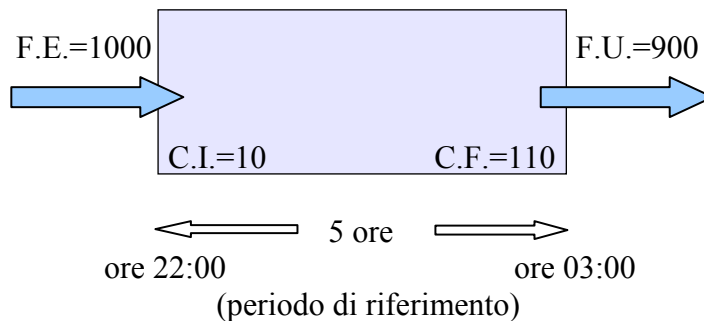 F.E.=1000
F.U.=900
C.I.=10
C.F.=110
5 ore
ore 22:00
ore 03:00
(periodo di riferimento)